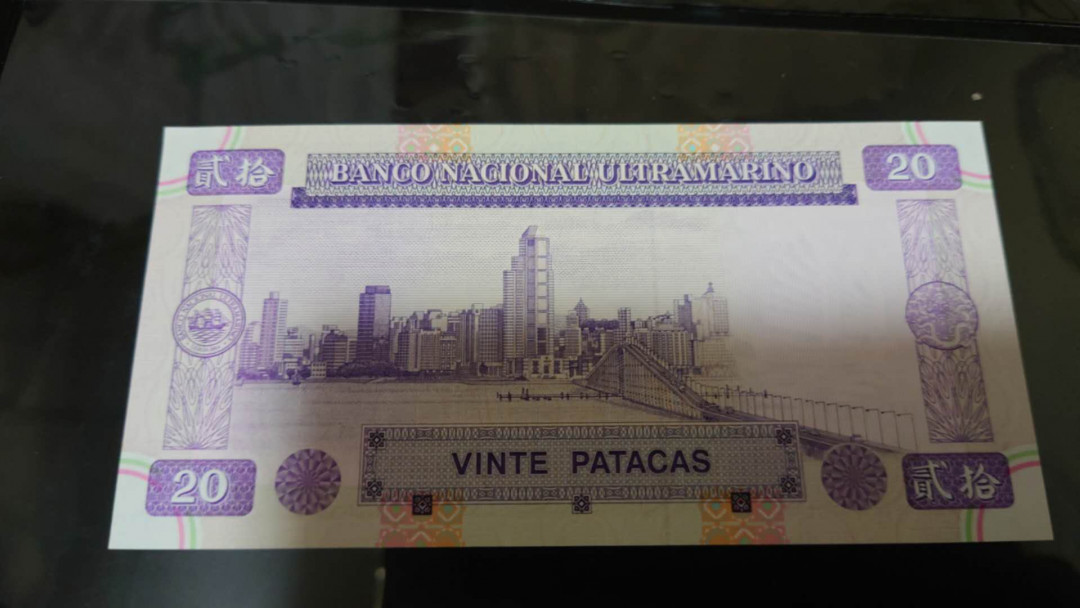 貳拾
BANCO NACIONAL ULTRAMARINO
20
VINTE PATACAS
20
貳拾